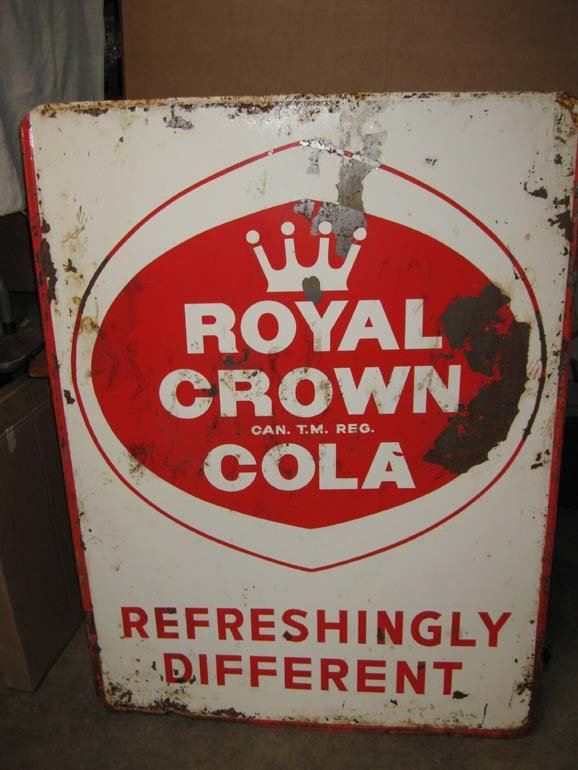 ROYAL
CROWN
CAN. T.M. REG.
COLA
REFRESHINGLY
DIFFERENT